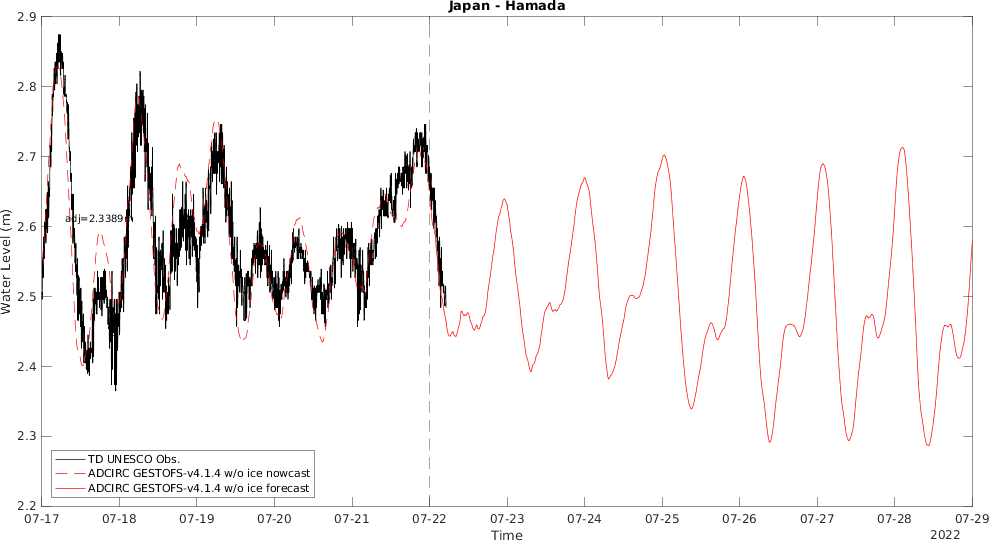 Japan - Hamada
2.9
2.8
2.7
2.6
2.5
2.4
2.3
2.2
Water Level (m)
adj=2.3389
TD UNESCO Obs.
ADCIRC GESTOFS-v4.1.4 w/o ice nowcast
ADCIRC GESTOFS-v4.1.4 w/o ice forecast
07-17 07-18 07-19 07-20 07-21 07-22 07-23 07-24 07-25 07-26 07-27 07-28 07-29
Time
2022